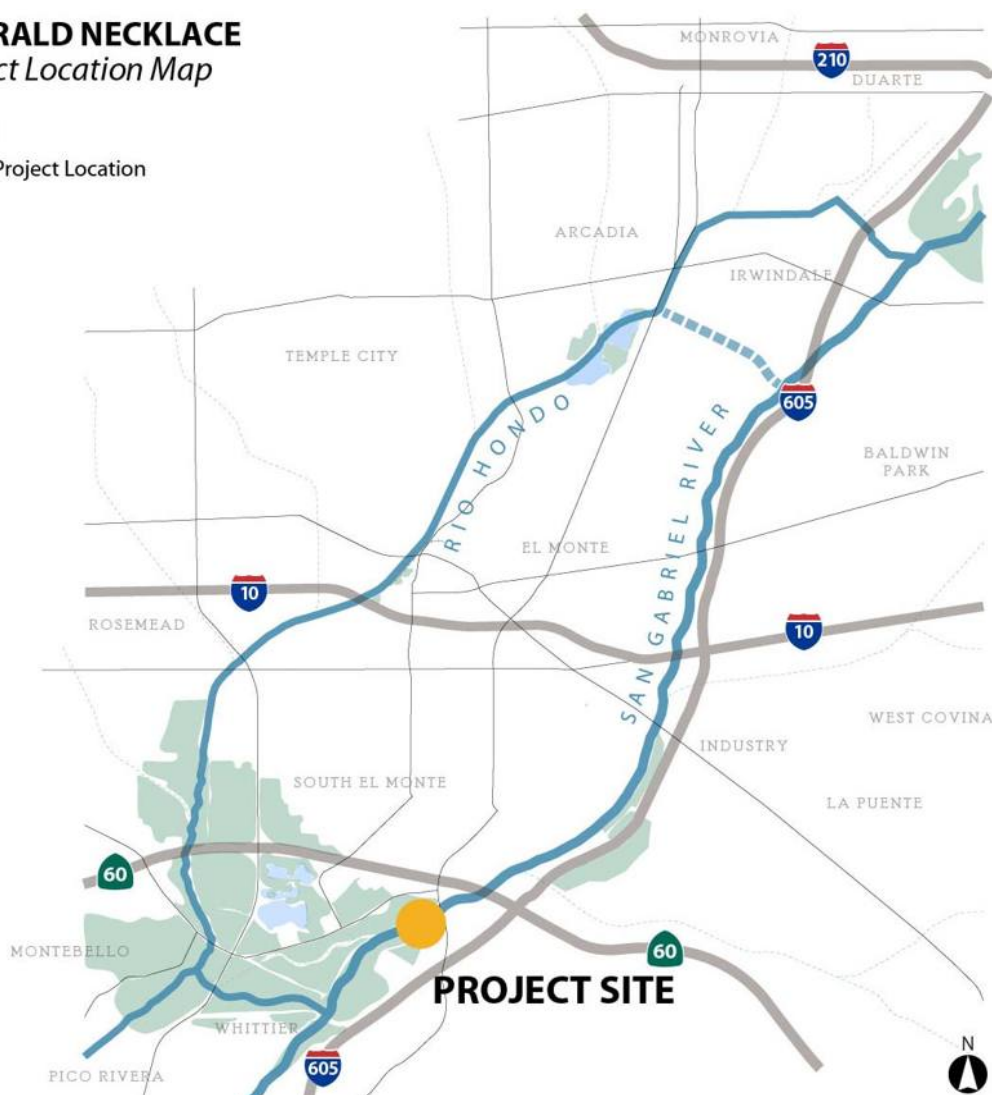 RALD NECKLACE
ct Location Map
Project Location
MONROVIA
210
DUARTE
ARCADIA
IRWINDALE
TEMPLE CITY
605
RIO HONDO
SAN GABRIEL RIVER
BALDWIN
PARK
EL MONTE
10
10
ROSEMEAD
WEST COVINA
INDUSTRY
SOUTH EL MONTE
LA PUENTE
60
MONTEBELLO
60
PROJECT SITE
WHITTIER
605
PICO RIVERA
N